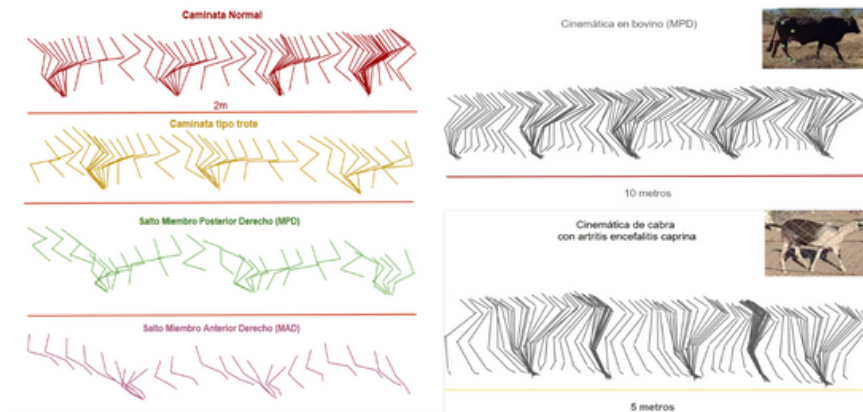 Caminata Normal
2m
Caminata tipo trote
Salto Miembro Posterior Derecho (MPD)
Salto Miembro Anterior Derecho (MAD)
Cinemática en bovino (MPD)
10 metros
Cinemática de cabra
con artritis encefalitis caprina
5 metros